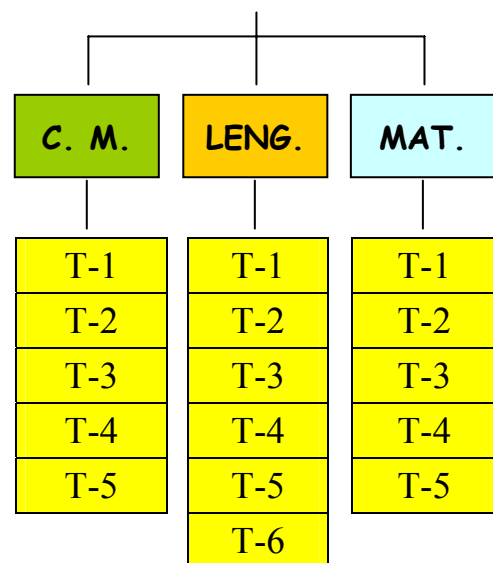 C. M. LENG. MAT.
T-1 T-1 T-1
T-2 T-2 T-2
T-3 T-3 T-3
T-4 T-4 T-4
T-5 T-5 T-5
T-6